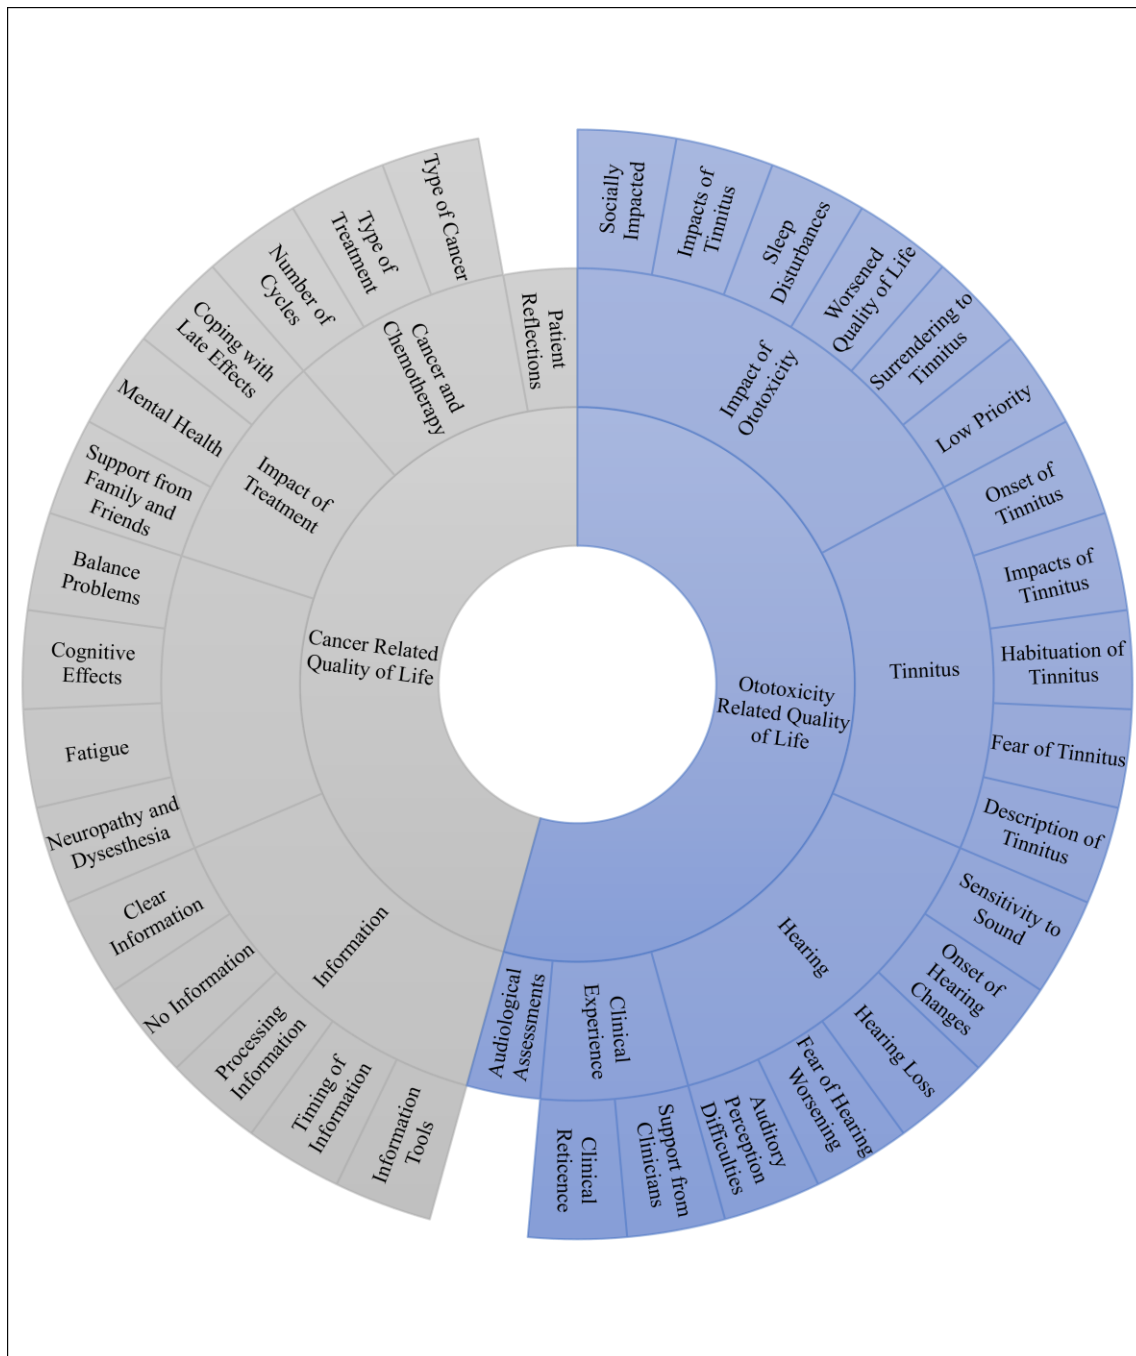 Socially
Impacted
Impacts of
Tinnitus
Sleep
Disturbances
Worsened
Quality of Life
Surrendering to
Tinnitus
Low Priority
Onset of
Tinnitus
Impacts of
Tinnitus
Habituation of
Tinnitus
Fear of Tinnitus
Description of
Tinnitus
Sensitivity to
Sound
Onset of
Hearing
Changes
Hearing Loss
Fear of Hearing
Worsening
Auditory
Perception
Difficulties
Support from
Clinicians
Clinical
Reticence
Impact of
Ototoxicity
Tinnitus
Hearing
Clinical
Experience
Audiological
Assessments
Ototoxicity
Related Quality
of Life
Cancer Related
Quality of Life
Patient
Reflections
Cancer and
Chemotherapy
Impact of
Treatment
Information
Type of Cancer
Type of
Treatment
Number of
Cycles
Coping with
Late Effects
Mental Health
Support from
Family and
Friends
Balance
Problems
Cognitive
Effects
Fatigue
Neuropathy and
Dysesthesia
Clear
Information
No Information
Processing
Information
Timing of
Information
Information
Tools